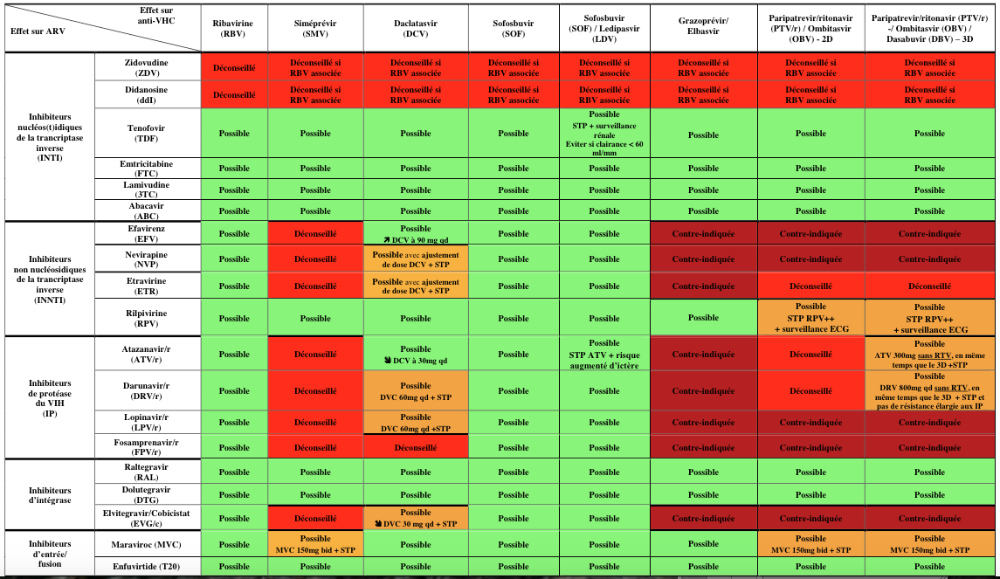 Effet sur
anti-VHC
Effet sur ARV
Ribavirine
(RBV)
Siméprévir
(SMV)
Daclatasvir
(DCV)
Sofosbuvir
(SOF)
Sofosbuvir
(SOF) / Ledipasvir
(LDV)
Grazoprévir/
Elbasvir
Paripatrevir/ritonavir
(PTV/r) / Ombitasvir
(OBV) - 2D
Paripatrevir/ritonavir (PTV/r)
-/ Ombitasvir (OBV) /
Dasabuvir (DBV) – 3D
Inhibiteurs
nucléos(t)idiques
de la trancriptase
inverse
(INTI)
Zidovudine
(ZDV)
Déconseillé
Déconseillé si
RBV associée
Déconseillé si
RBV associée
Déconseillé si
RBV associée
Déconseillé si
RBV associée
Déconseillé si
RBV associée
Déconseillé si
RBV associée
Déconseillé si
RBV associée
Didanosine
(ddI)
Déconseillé
Déconseillé si
RBV associée
Déconseillé si
RBV associée
Déconseillé si
RBV associée
Déconseillé si
RBV associée
Déconseillé si
RBV associée
Déconseillé si
RBV associée
Déconseillé si
RBV associée
Tenofovir
(TDF)
Possible
Possible
Possible
Possible
Possible
STP + surveillance
rénale
Eviter si clairance < 60
ml/mm
Possible
Possible
Possible
Emtricitabine
(FTC)
Possible
Possible
Possible
Possible
Possible
Possible
Possible
Possible
Lamivudine
(3TC)
Possible
Possible
Possible
Possible
Possible
Possible
Possible
Possible
Abacavir
(ABC)
Possible
Possible
Possible
Possible
Possible
Possible
Possible
Possible
Inhibiteurs
non nucléosidiques
de la trancriptase
inverse
(INNTI)
Efavirenz
(EFV)
Possible
Déconseillé
Possible
↗ DCV à 90 mg qd
Possible
Possible
Contre-indiquée
Contre-indiquée
Contre-indiquée
Nevirapine
(NVP)
Possible
Déconseillé
Possible avec ajustement
de dose DCV + STP
Possible
Possible
Contre-indiquée
Contre-indiquée
Contre-indiquée
Etravirine
(ETR)
Possible
Déconseillé
Possible avec ajustement
de dose DCV + STP
Possible
Possible
Contre-indiquée
Déconseillé
Déconseillé
Rilpivirine
(RPV)
Possible
Possible
Possible
Possible
Possible
Possible
Possible
STP RPV++
+ surveillance ECG
Possible
STP RPV++
+ surveillance ECG
Inhibiteurs
de protéase
du VIH
(IP)
Atazanavir/r
(ATV/r)
Possible
Déconseillé
Possible
↘ DCV à 30mg qd
Possible
Possible
STP ATV + risque
augmenté d'ictère
Contre-indiquée
Déconseillé
Possible
ATV 300mg sans RTV, en même
temps que le 3D +STP
Darunavir/r
(DRV/r)
Possible
Déconseillé
Possible
DVC 60mg qd + STP
Possible
Possible
Contre-indiquée
Déconseillé
Possible
DRV 800mg qd sans RTV, en
même temps que le 3D + STP et
pas de résistance élargie aux IP
Lopinavir/r
(LPV/r)
Possible
Déconseillé
Possible
DVC 60mg qd +STP
Possible
Possible
Contre-indiquée
Contre-indiquée
Contre-indiquée
Fosamprenavir/r
(FPV/r)
Possible
Déconseillé
Déconseillé
Possible
Possible
Contre-indiquée
Contre-indiquée
Contre-indiquée
Inhibiteurs
d'intégrase
Raltegravir
(RAL)
Possible
Possible
Possible
Possible
Possible
Possible
Possible
Possible
Dolutegravir
(DTG)
Possible
Possible
Possible
Possible
Possible
Possible
Possible
Possible
Elvitegravir/Cobicistat
(EVG/c)
Possible
Déconseillé
Possible
↘ DVC 30 mg qd + STP
Possible
Possible
Contre-indiquée
Contre-indiquée
Contre-indiquée
Inhibiteurs
d'entrée/
fusion
Maraviroc (MVC)
Possible
Possible
MVC 150mg bid + STP
Possible
Possible
Possible
Possible
Possible
MVC 150mg bid + STP
Possible
MVC 150mg bid + STP
Enfuvirtide (T20)
Possible
Possible
Possible
Possible
Possible
Possible
Possible
Possible